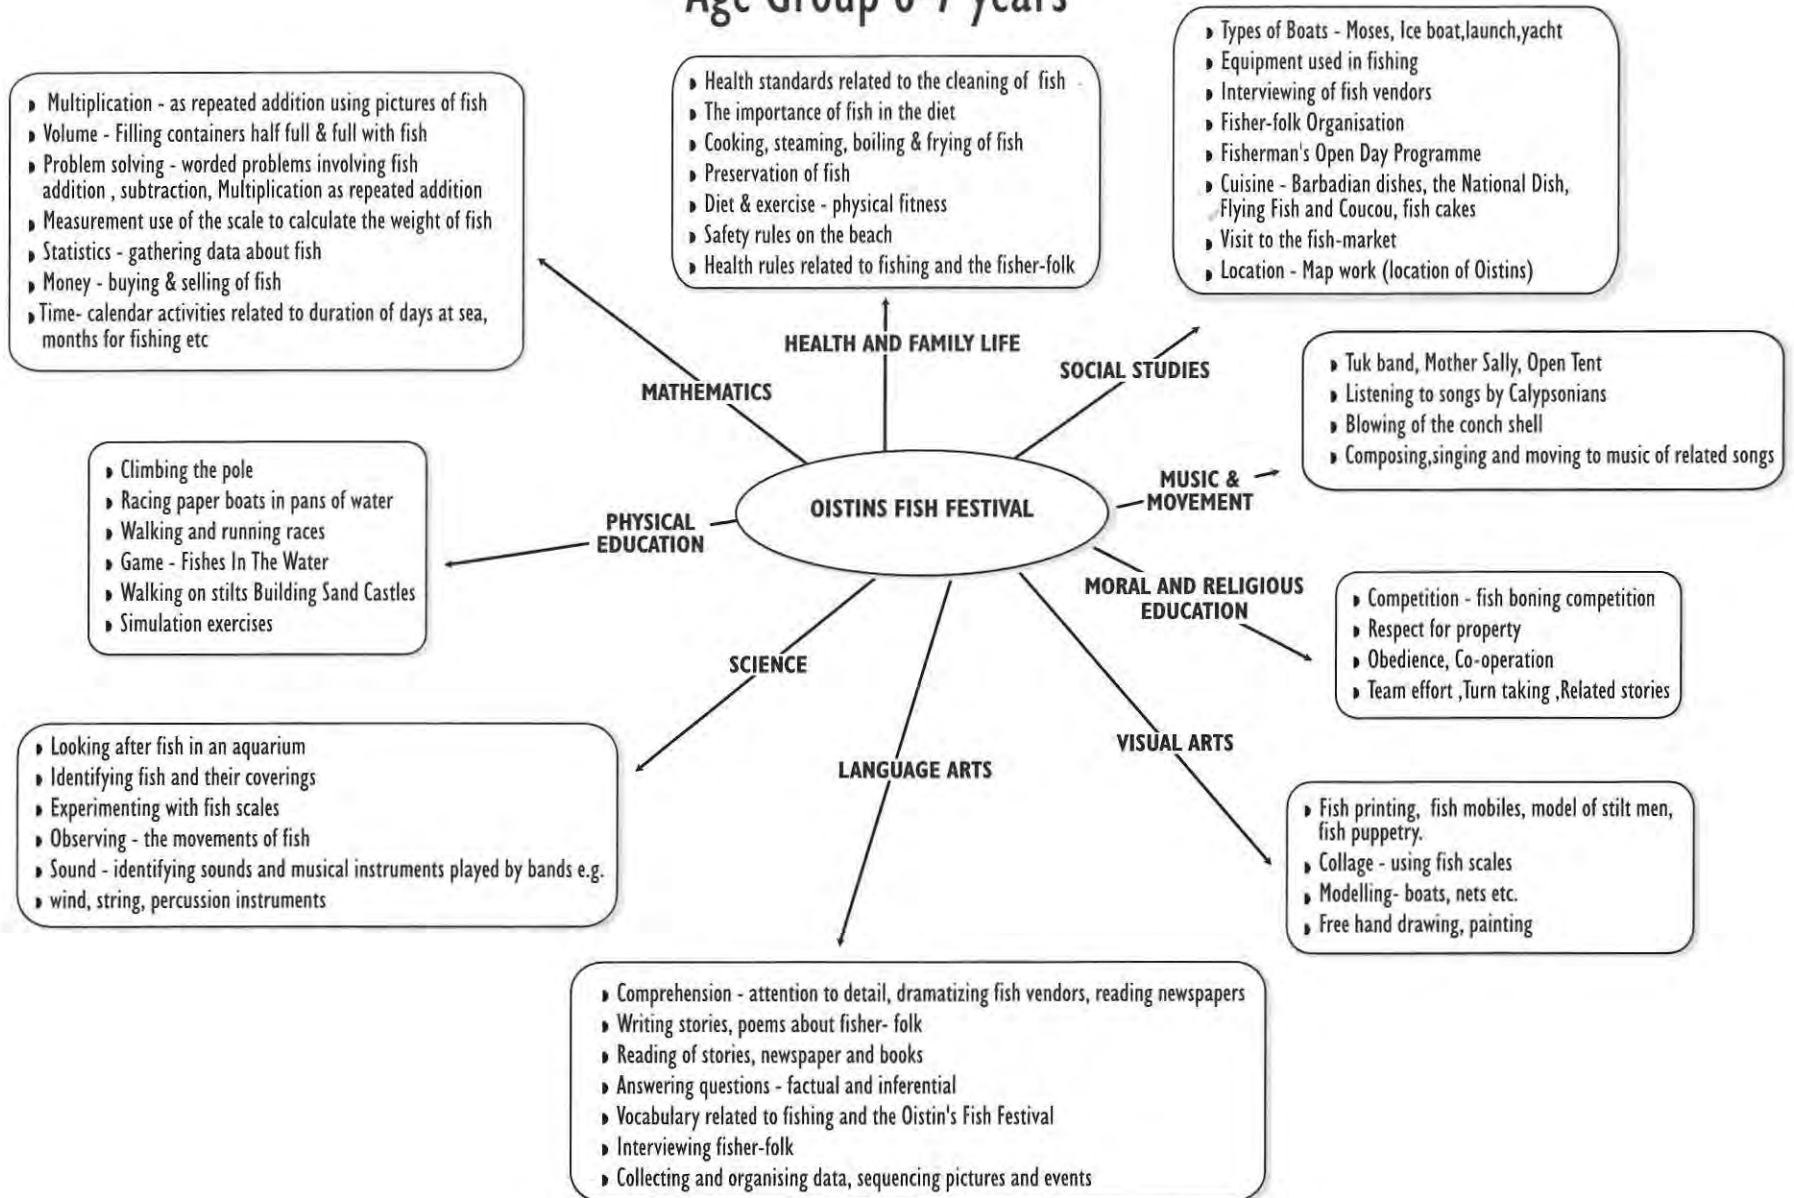 Age Group 6-7 years
Multiplication - as repeated addition using pictures of fish
Volume - Filling containers half full & full with fish
Problem solving - worded problems involving fish
addition , subtraction, Multiplication as repeated addition
Measurement use of the scale to calculate the weight of fish
Statistics - gathering data about fish
Money - buying & selling of fish
Time- calendar activities related to duration of days at sea,
months for fishing etc
Health standards related to the cleaning of fish
The importance of fish in the diet
Cooking, steaming, boiling & frying of fish
Preservation of fish
Diet & exercise - physical fitness
Safety rules on the beach
Health rules related to fishing and the fisher-folk
Types of Boats - Moses, Ice boat,launch,yacht
Equipment used in fishing
Interviewing of fish vendors
Fisher-folk Organisation
Fisherman's Open Day Programme
Cuisine - Barbadian dishes, the National Dish,
Flying Fish and Coucou, fish cakes
Visit to the fish-market
Location - Map work (location of Oistins)
HEALTH AND FAMILY LIFE
SOCIAL STUDIES
MATHEMATICS
Tuk band, Mother Sally, Open Tent
Listening to songs by Calypsonians
Blowing of the conch shell
Composing,singing and moving to music of related songs
MUSIC &
MOVEMENT
OISTINS FISH FESTIVAL
PHYSICAL
EDUCATION
Climbing the pole
Racing paper boats in pans of water
Walking and running races
Game - Fishes In The Water
Walking on stilts Building Sand Castles
Simulation exercises
MORAL AND RELIGIOUS
EDUCATION
Competition - fish boning competition
Respect for property
Obedience, Co-operation
Team effort ,Turn taking ,Related stories
SCIENCE
Looking after fish in an aquarium
Identifying fish and their coverings
Experimenting with fish scales
Observing - the movements of fish
Sound - identifying sounds and musical instruments played by bands e.g.
wind, string, percussion instruments
LANGUAGE ARTS
VISUAL ARTS
Fish printing, fish mobiles, model of stilt men,
fish puppetry.
Collage - using fish scales
Modelling- boats, nets etc.
Free hand drawing, painting
Comprehension - attention to detail, dramatizing fish vendors, reading newspapers
Writing stories, poems about fisher- folk
Reading of stories, newspaper and books
Answering questions - factual and inferential
Vocabulary related to fishing and the Oistin's Fish Festival
Interviewing fisher-folk
Collecting and organising data, sequencing pictures and events